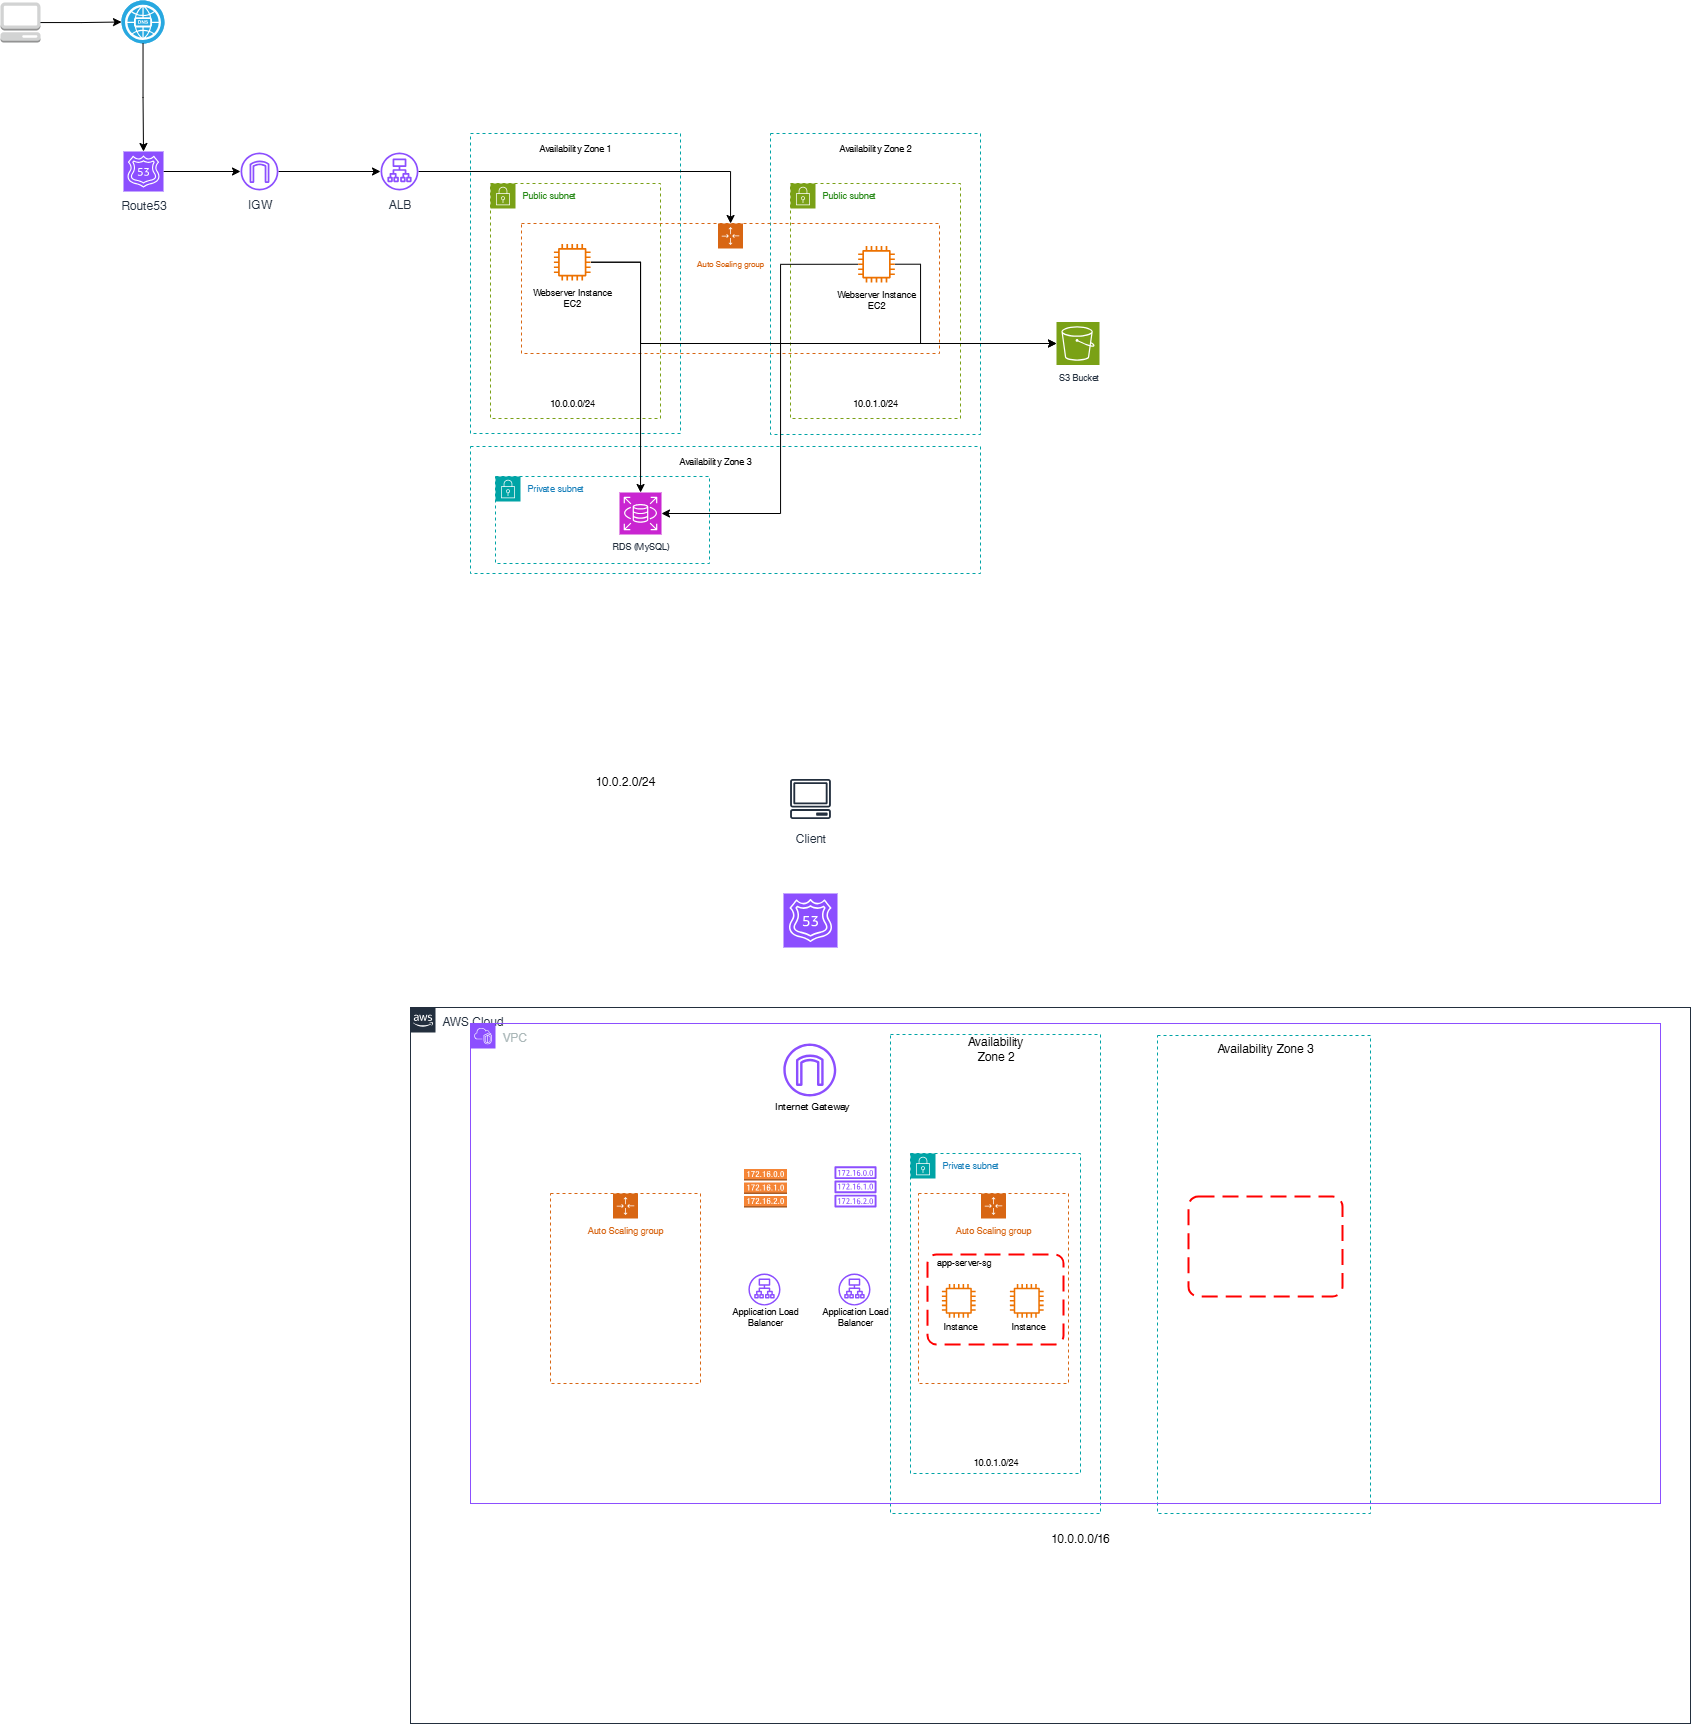 DNS
53
Route53
IGW
ALB
Availability Zone 1
Availability Zone 2
Public subnet
Public subnet
Auto Scaling group
Webserver Instance
EC2
Webserver Instance
EC2
S3 Bucket
10.0.0.0/24
10.0.1.0/24
Availability Zone 3
Private subnet
RDS (MySQL)
10.0.2.0/24
Client
53
aws
AWS Cloud
VPC
Availability
Zone 2
Availability Zone 3
Internet Gateway
Private subnet
172.16.0.0
172.16.1.0
172.16.2.0
172.16.0.0
172.16.1.0
172.16.2.0
Auto Scaling group
Auto Scaling group
app-server-sg
Application Load
Balancer
Application Load
Balancer
Instance
Instance
10.0.1.0/24
10.0.0.0/16